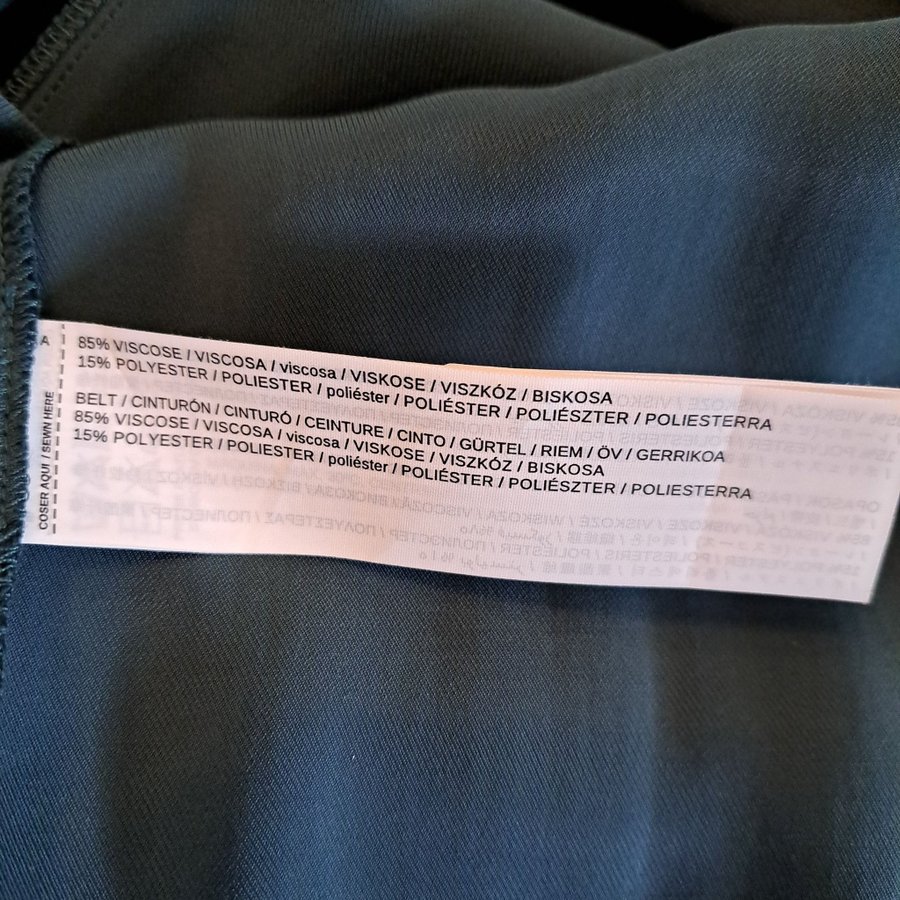 A
85% VISCOSE / VISCOSA / viscosa / VISKOSE / VISZKÓZ / BISKOSA
15% POLYESTER / POLIESTER / poliéster / POLIÉSTER / POLIÉSZTER / POLIESTERRA
BELT / CINTURÓN / CINTURÓ / CEINTURE / CINTO / GÜRTEL / RIEM / ÖV / GERRIKOA
85% VISCOSE / VISCOSA / viscosa / VISKOSE / VISZKÓZ / BISKOSA
15% POLYESTER / POLIESTER / poliéster / POLIÉSTER / POLIÉSZTER / POLIESTERRA
COSER AQUI / SEWN HERE